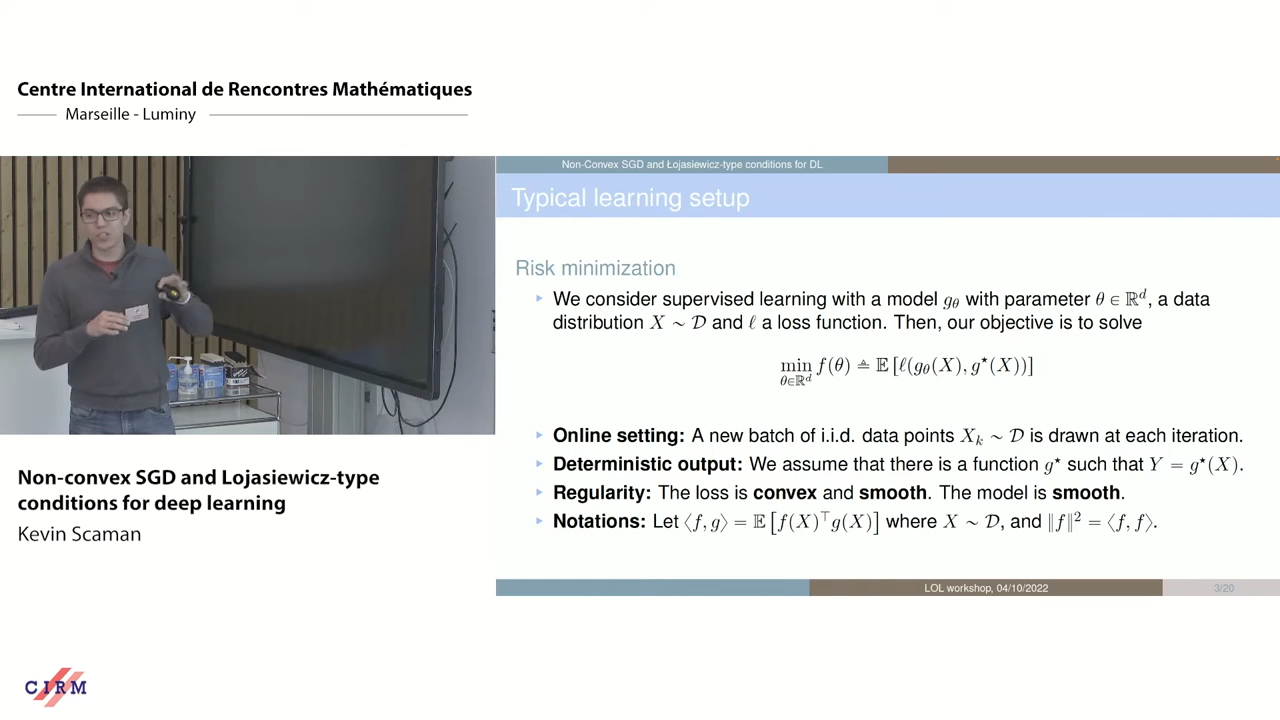 Centre International de Rencontres Mathématiques
Marseille - Luminy
Non-Convex SGD and Łojasiewicz-type conditions for DL
Typical learning setup
Risk minimization
We consider supervised learning with a model g_θ with parameter θ ∈ ℝ^d, a data
distribution X ∼ 𝒟 and ℓ a loss function. Then, our objective is to solve
min_{θ∈ℝ^d} f(θ) ≜ 𝔼 [ℓ(g_θ(X), g⋆(X))]
Online setting: A new batch of i.i.d. data points X_k ∼ 𝒟 is drawn at each iteration.
Deterministic output: We assume that there is a function g⋆ such that Y = g⋆(X).
Regularity: The loss is convex and smooth. The model is smooth.
Notations: Let ⟨f, g⟩ = 𝔼 [f(X)^⊤ g(X)] where X ∼ 𝒟, and ‖f‖² = ⟨f, f⟩.
LOL workshop, 04/10/2022
3/20
Non-convex SGD and Lojasiewicz-type
conditions for deep learning
Kevin Scaman
CIRM